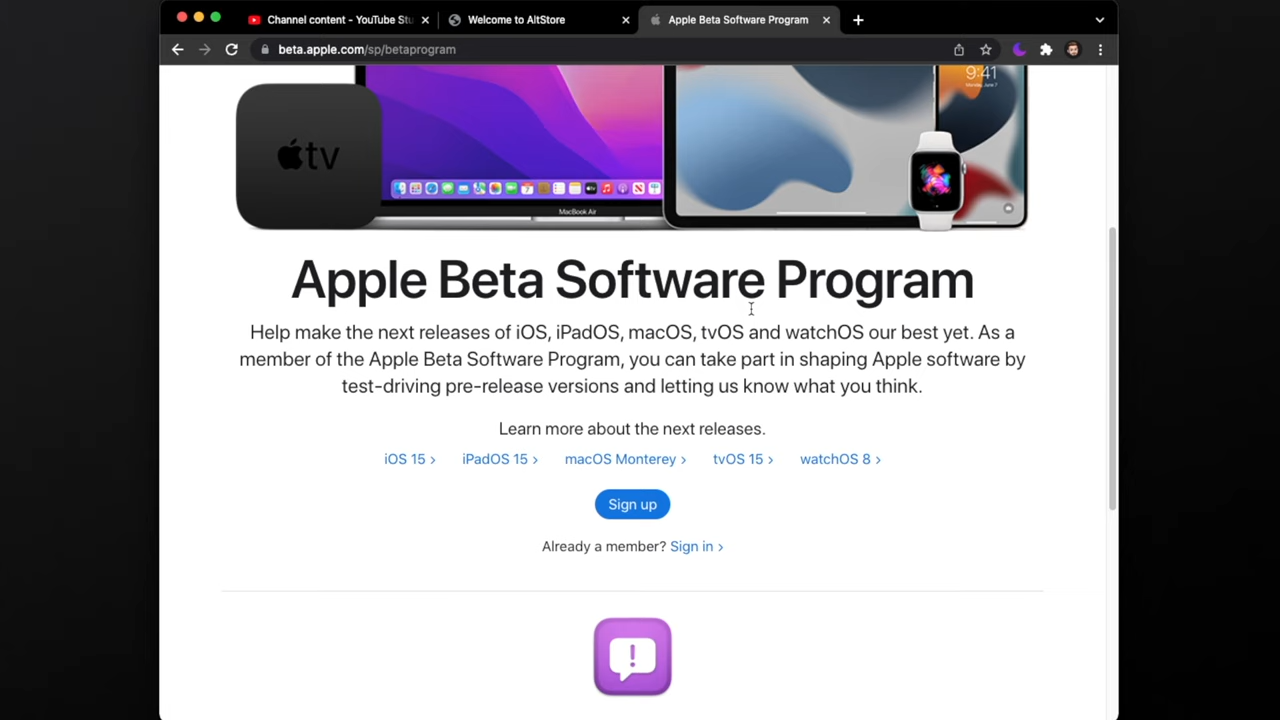 Channel content - YouTube Stu
Welcome to AltStore
Apple Beta Software Program
beta.apple.com/sp/betaprogram
tv
MacBook Air
9:41
Monday, June 7
Apple Beta Software Program
Help make the next releases of iOS, iPadOS, macOS, tvOS and watchOS our best yet. As a
member of the Apple Beta Software Program, you can take part in shaping Apple software by
test-driving pre-release versions and letting us know what you think.
Learn more about the next releases.
iOS 15 › iPadOS 15 › macOS Monterey › tvOS 15 › watchOS 8 ›
Sign up
Already a member? Sign in ›